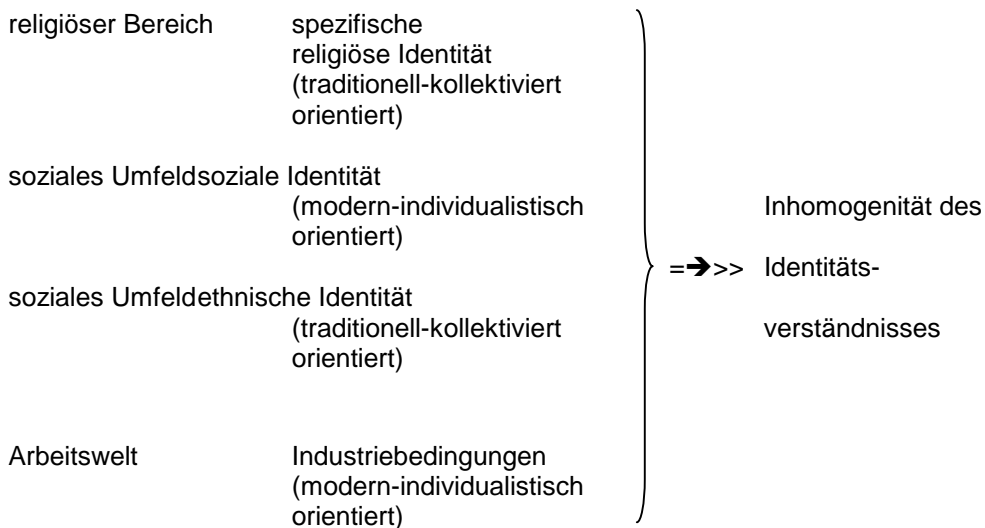 religiöser Bereich spezifische
religiöse Identität
(traditionell-kollektiviert
orientiert)
soziales Umfeldsoziale Identität
(modern-individualistisch
orientiert)
soziales Umfeldethnische Identität
(traditionell-kollektiviert
orientiert)
Arbeitswelt Industriebedingungen
(modern-individualistisch
orientiert)
=➔>> Inhomogenität des
Identitäts-
verständnisses